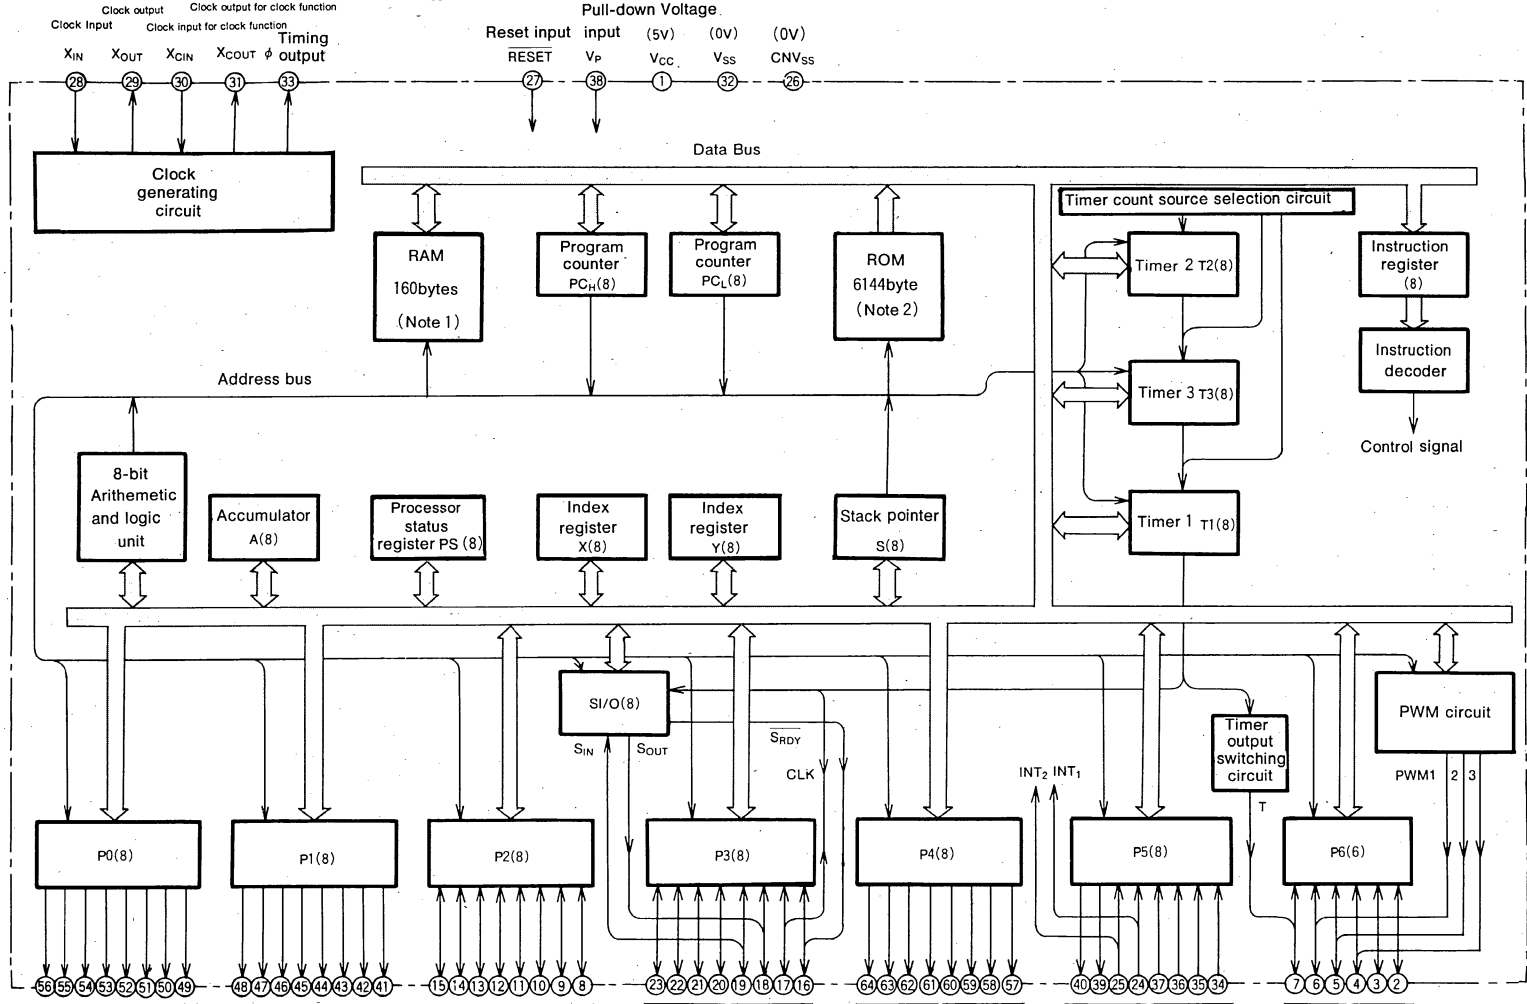 Clock output for clock function
Clock output
Pull-down Voltage
Clock Input
Clock input for clock function
Timing
output
Reset input
input
(5V)
(0V)
(0V)
XIN
XOUT
XCIN
XCOUT
φ
RESET
VP
VCC
VSS
CNVSS
28
29
30
31
33
27
38
1
32
26
Clock
generating
circuit
Data Bus
Timer count source selection circuit
RAM
160bytes
(Note 1)
Program
counter
PCH(8)
Program
counter
PCL(8)
ROM
6144byte
(Note 2)
Timer 2 T2(8)
Instruction
register
(8)
Instruction
decoder
Control signal
Timer 3 T3(8)
Address bus
Timer 1 T1(8)
8-bit
Arithemetic
and logic
unit
Accumulator
A(8)
Processor
status
register PS (8)
Index
register
X(8)
Index
register
Y(8)
Stack pointer
S(8)
SI/O(8)
SIN
SOUT
SRDY
CLK
INT2 INT1
Timer
output
switching
circuit
T
PWM circuit
PWM1 2 3
P0(8)
P1(8)
P2(8)
P3(8)
P4(8)
P5(8)
P6(6)
56 55 54 53 52 51 50 49
48 47 46 45 44 43 42 41
15 14 13 12 11 10 9 8
23 22 21 20 19 18 17 16
64 63 62 61 60 59 58 57
40 39 25 24 37 36 35 34
7 6 5 4 3 2